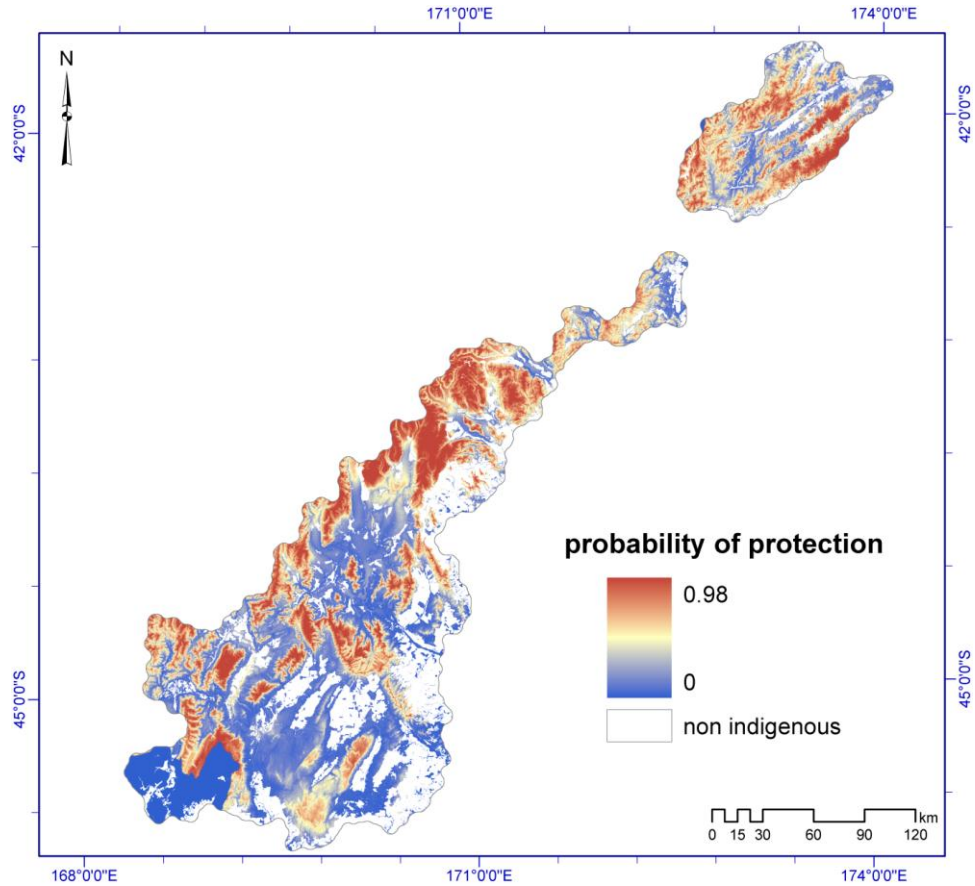 171°0'0"E
174°0'0"E
N
42°0'0"S
42°0'0"S
probability of protection
0.98
0
non indigenous
45°0'0"S
45°0'0"S
km
0 15 30 60 90 120
168°0'0"E
171°0'0"E
174°0'0"E